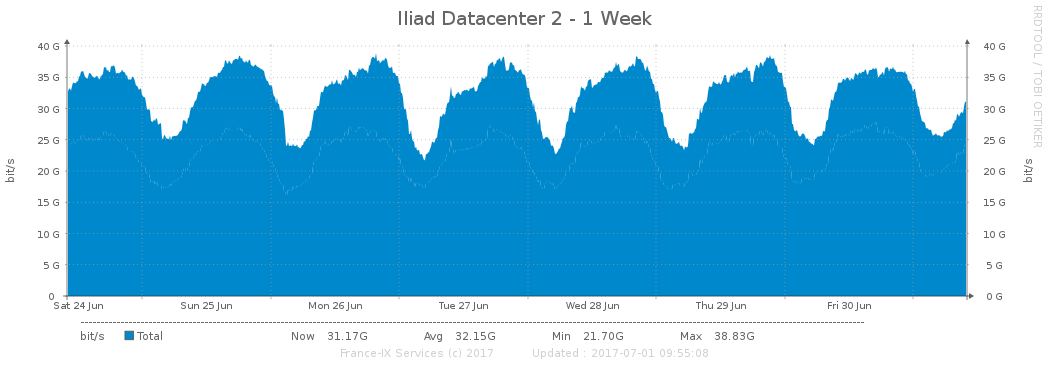 Iliad Datacenter 2 - 1 Week
RRDTOOL / TOBI OETIKER
bit/s
40 G
35 G
30 G
25 G
20 G
15 G
10 G
5 G
0
40 G
35 G
30 G
25 G
20 G
15 G
10 G
5 G
0 G
bit/s
Sat 24 Jun Sun 25 Jun Mon 26 Jun Tue 27 Jun Wed 28 Jun Thu 29 Jun Fri 30 Jun
bit/s Total Now 31.17G Avg 32.15G Min 21.70G Max 38.83G
France-IX Services (c) 2017 Updated : 2017-07-01 09:55:08